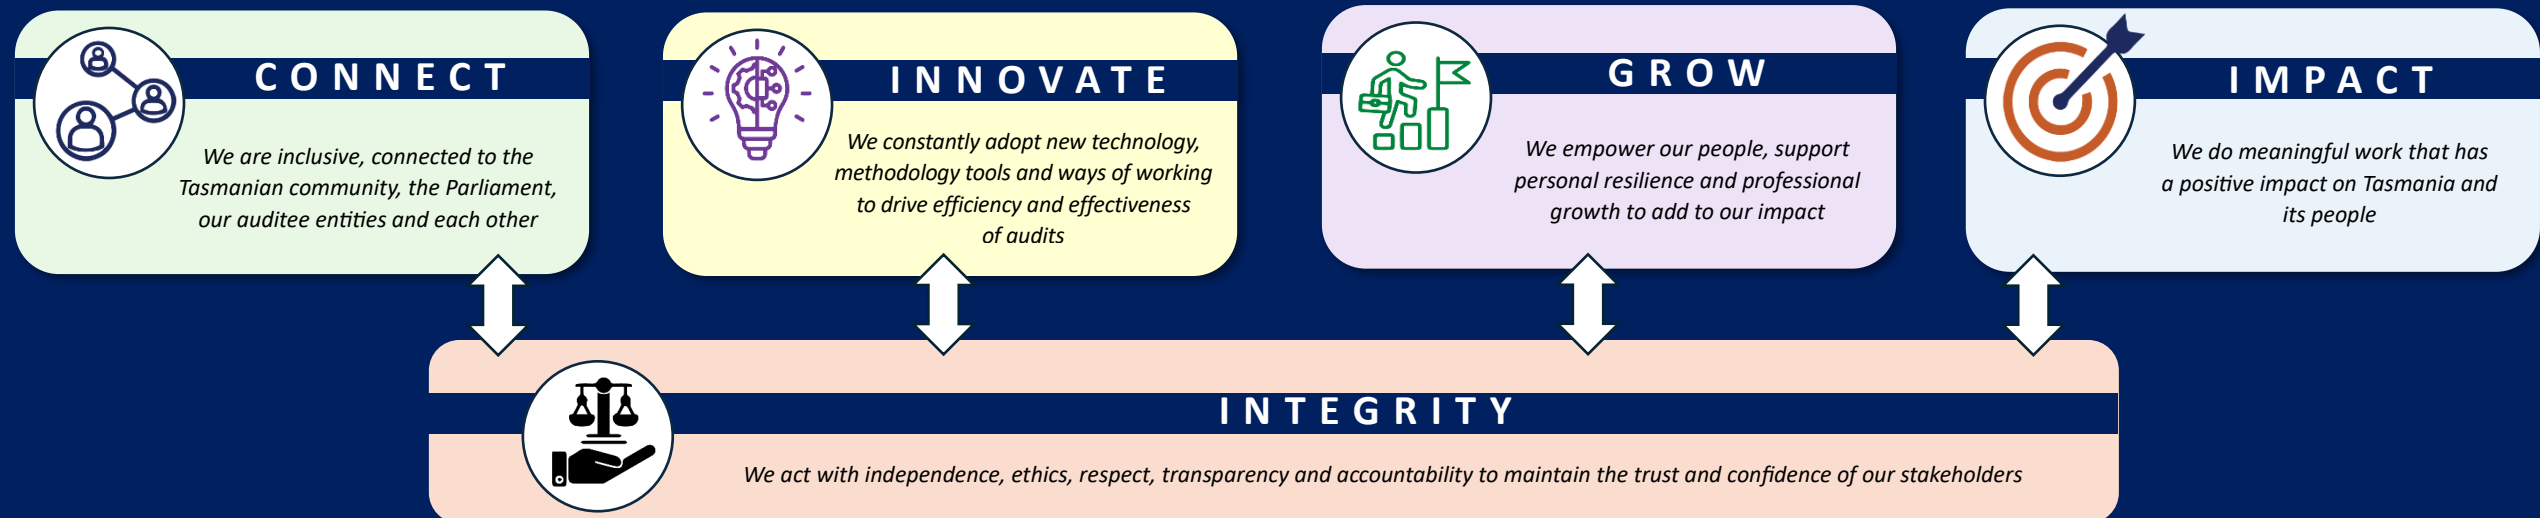 CONNECT
We are inclusive, connected to the
Tasmanian community, the Parliament,
our auditee entities and each other
INNOVATE
We constantly adopt new technology,
methodology tools and ways of working
to drive efficiency and effectiveness
of audits
GROW
We empower our people, support
personal resilience and professional
growth to add to our impact
IMPACT
We do meaningful work that has
a positive impact on Tasmania and
its people
INTEGRITY
We act with independence, ethics, respect, transparency and accountability to maintain the trust and confidence of our stakeholders